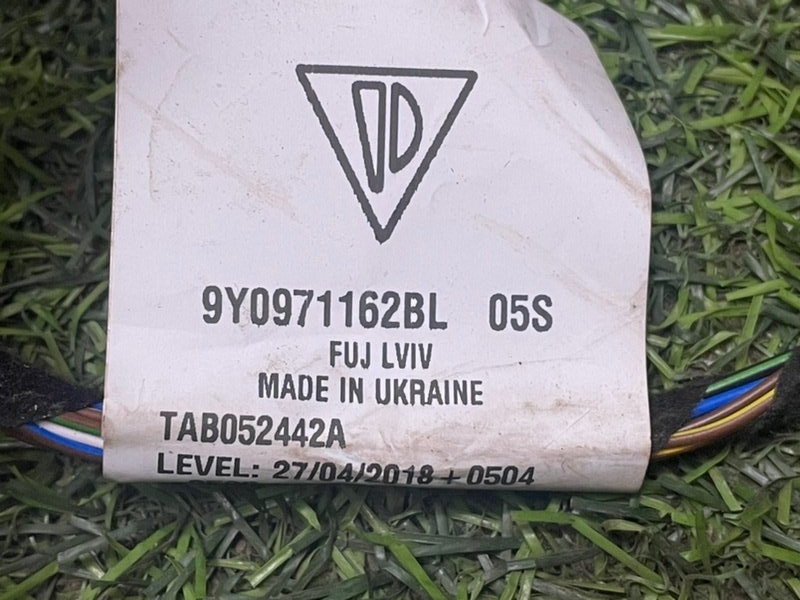 9Y0971162BL 05S
FUJ LVIV
MADE IN UKRAINE
TAB052442A
LEVEL: 27/04/2018+0504